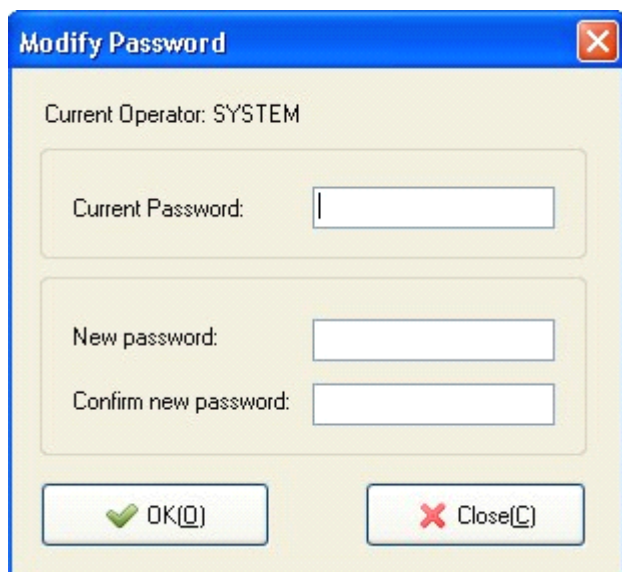 Modify Password
Current Operator: SYSTEM
Current Password:
New password:
Confirm new password:
OK(O) Close(C)